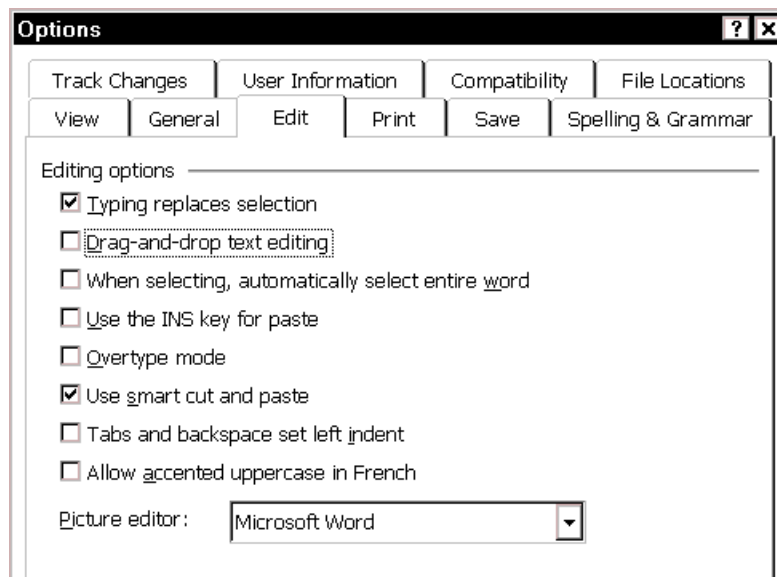 Options
Track Changes User Information Compatibility File Locations
View General Edit Print Save Spelling & Grammar
Editing options
Typing replaces selection
Drag-and-drop text editing
When selecting, automatically select entire word
Use the INS key for paste
Overtype mode
Use smart cut and paste
Tabs and backspace set left indent
Allow accented uppercase in French
Picture editor: Microsoft Word